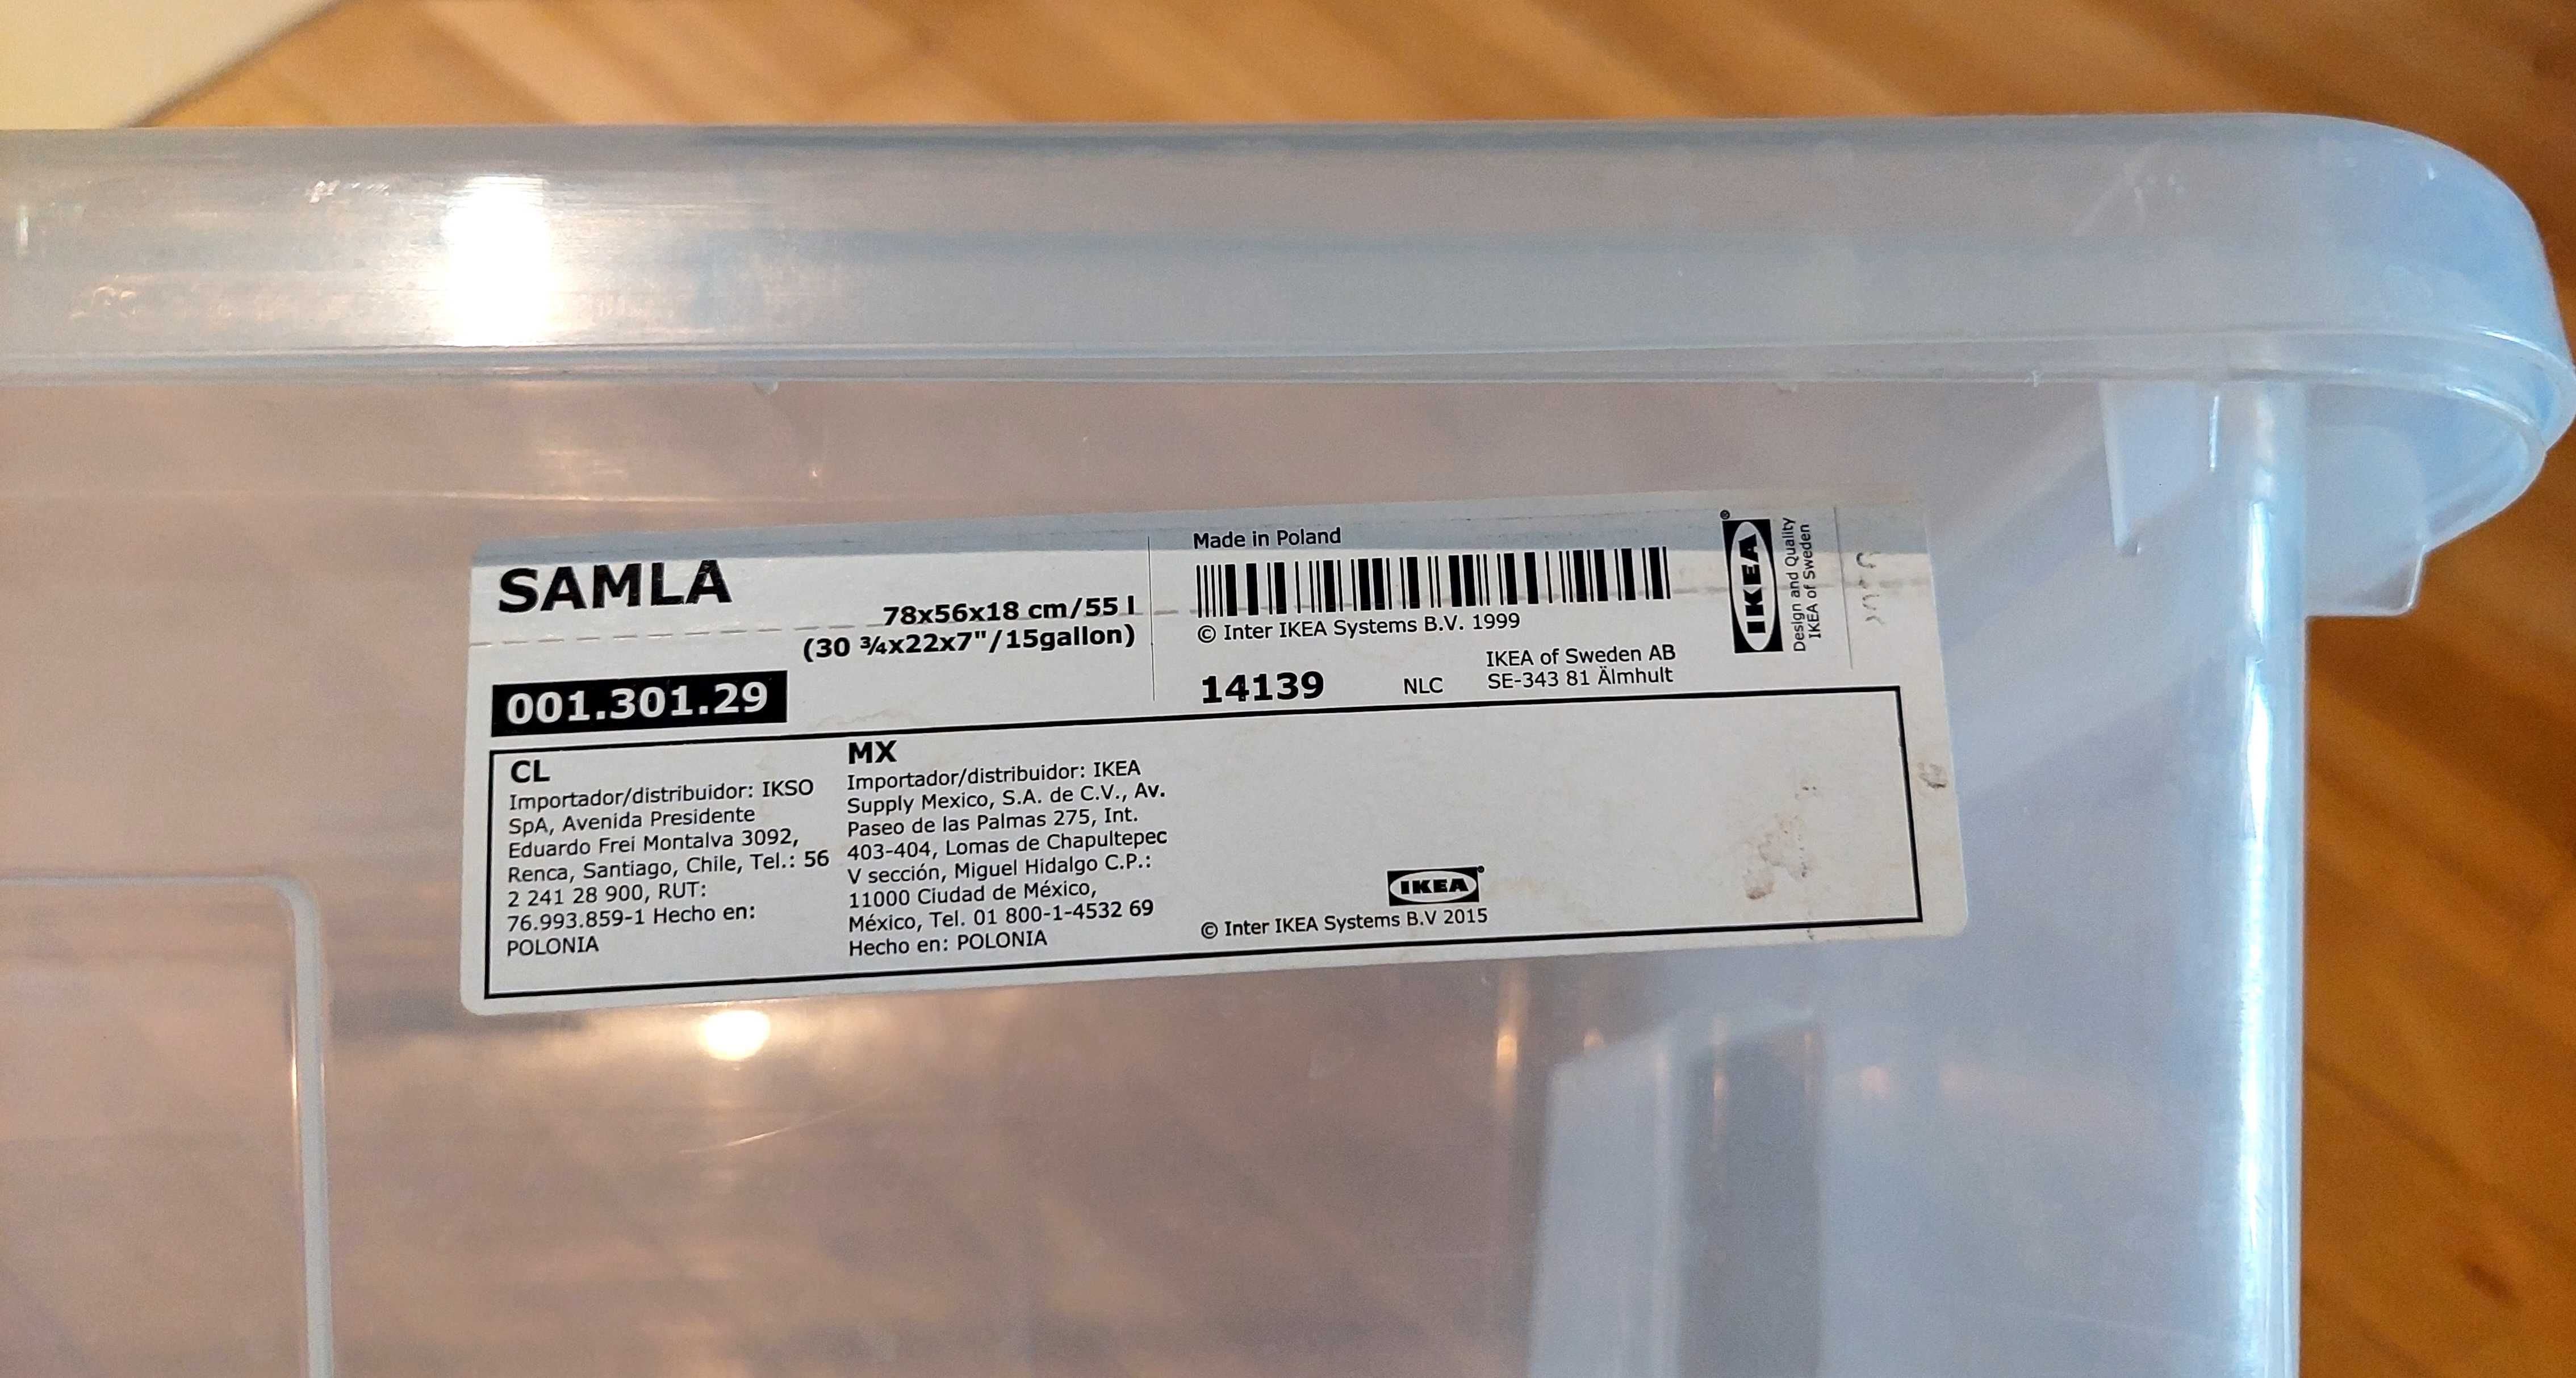 SAMLA
78x56x18 cm/55 l
(30 ¾x22x7"/15gallon)
001.301.29
Made in Poland
© Inter IKEA Systems B.V. 1999
14139
NLC
IKEA of Sweden AB
SE-343 81 Älmhult
IKEA®
Design and Quality
IKEA of Sweden
CL
Importador/distribuidor: IKSO
SpA, Avenida Presidente
Eduardo Frei Montalva 3092,
Renca, Santiago, Chile, Tel.: 56
2 241 28 900, RUT:
76.993.859-1 Hecho en:
POLONIA
MX
Importador/distribuidor: IKEA
Supply Mexico, S.A. de C.V., Av.
Paseo de las Palmas 275, Int.
403-404, Lomas de Chapultepec
V sección, Miguel Hidalgo C.P.:
11000 Ciudad de México,
México, Tel. 01 800-1-4532 69
Hecho en: POLONIA
IKEA®
© Inter IKEA Systems B.V 2015